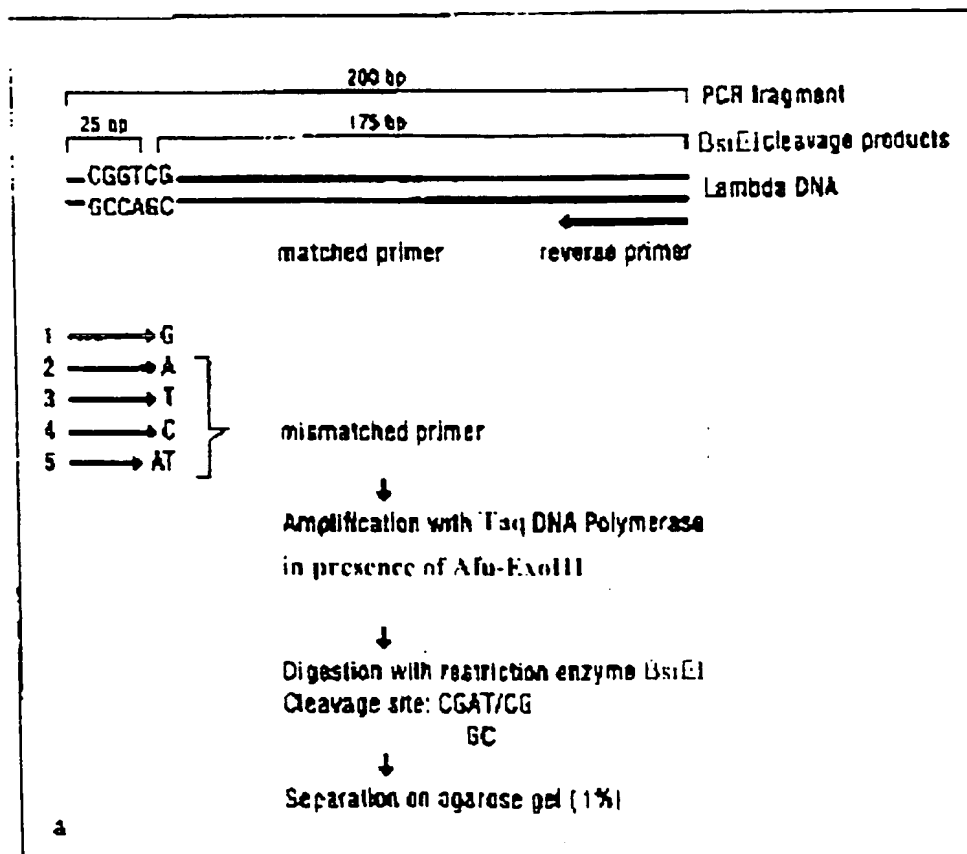 200 bp
PCR fragment
25 bp 175 bp
BsiEI cleavage products
CGGTCG
Lambda DNA
GCCAGC
matched primer reverse primer
1 G
2 A
3 T
4 C
mismatched primer
5 AT
Amplification with Taq DNA Polymerase
in presence of Afu-ExoIII
Digestion with restriction enzyme BsiEI
Cleavage site: CGAT/CG
GC
Separation on agarose gel (1%)
a